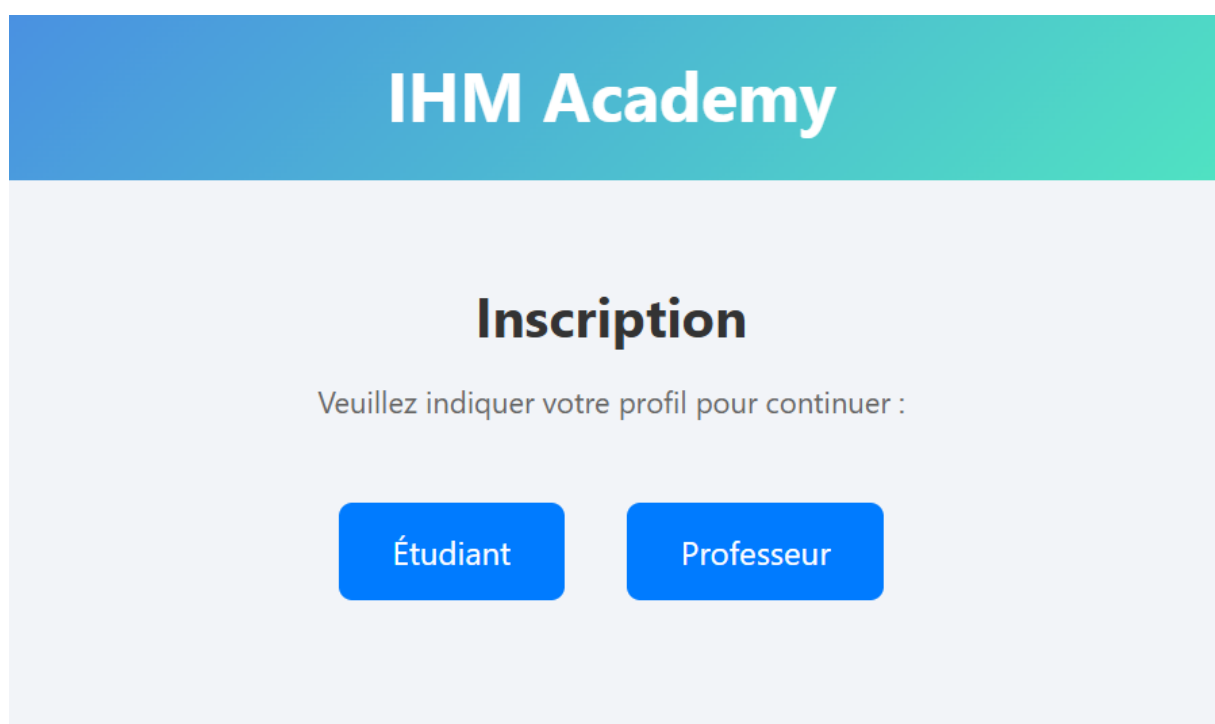 IHM Academy
Inscription
Veuillez indiquer votre profil pour continuer :
Étudiant
Professeur